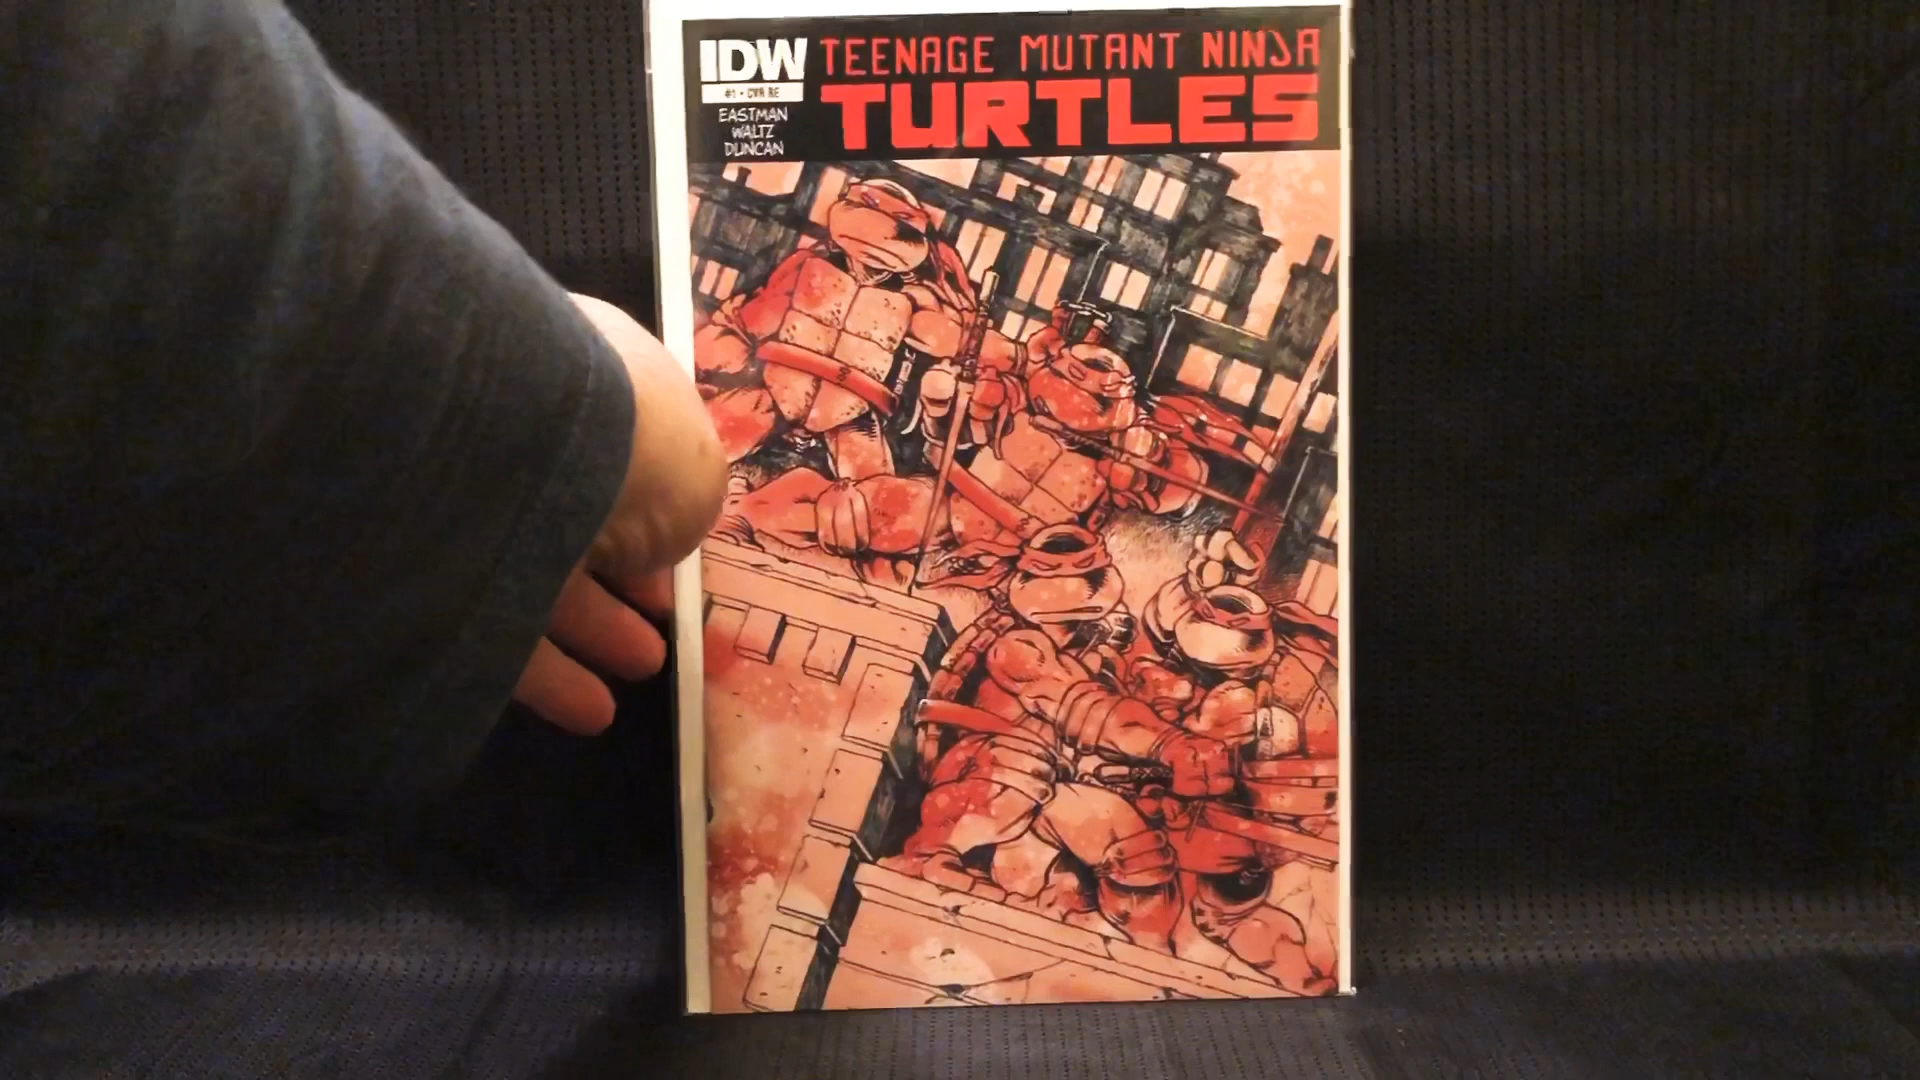 IDW
#1 • CVR RE
EASTMAN
WALTZ
DUNCAN
TEENAGE MUTANT NINJA
TURTLES